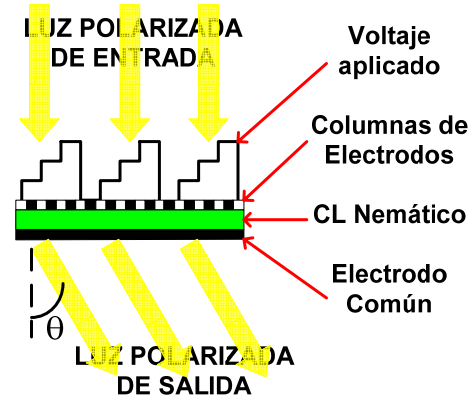 LUZ POLARIZADA
DE ENTRADA
Voltaje
aplicado
Columnas de
Electrodos
CL Nemático
Electrodo
Común
θ
LUZ POLARIZADA
DE SALIDA